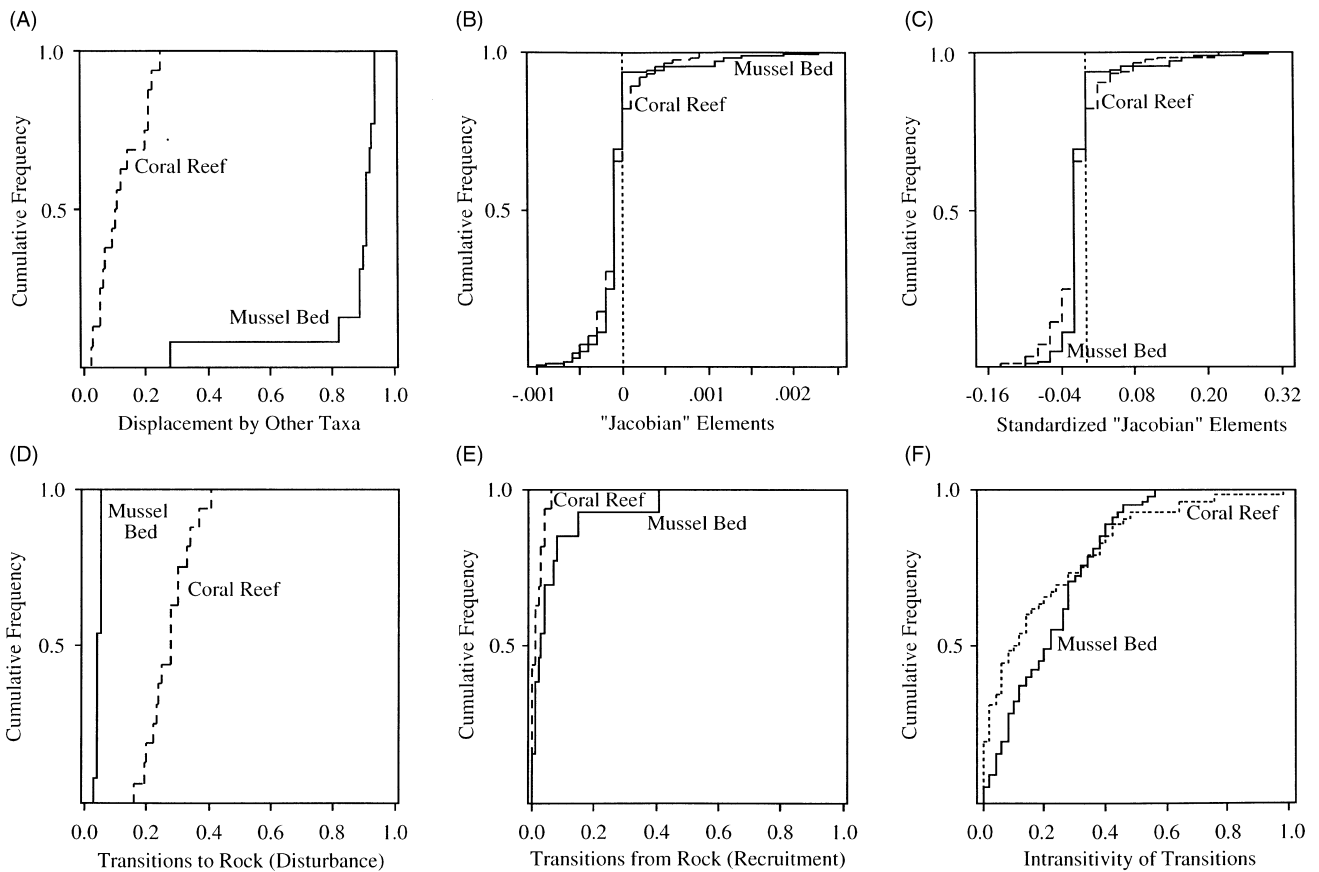 (A)
1.0
0.5
Cumulative Frequency
Coral Reef
Mussel Bed
0.0 0.2 0.4 0.6 0.8 1.0
Displacement by Other Taxa
(B)
1.0
0.5
Cumulative Frequency
Mussel Bed
Coral Reef
-.001 0 .001 .002
"Jacobian" Elements
(C)
1.0
0.5
Cumulative Frequency
Coral Reef
Mussel Bed
-0.16 -0.04 0.08 0.20 0.32
Standardized "Jacobian" Elements
(D)
1.0
0.5
Cumulative Frequency
Mussel
Bed
Coral Reef
0.0 0.2 0.4 0.6 0.8 1.0
Transitions to Rock (Disturbance)
(E)
1.0
0.5
Cumulative Frequency
Coral Reef
Mussel Bed
0.0 0.2 0.4 0.6 0.8 1.0
Transitions from Rock (Recruitment)
(F)
1.0
0.5
Cumulative Frequency
Coral Reef
Mussel Bed
0.0 0.2 0.4 0.6 0.8 1.0
Intransitivity of Transitions